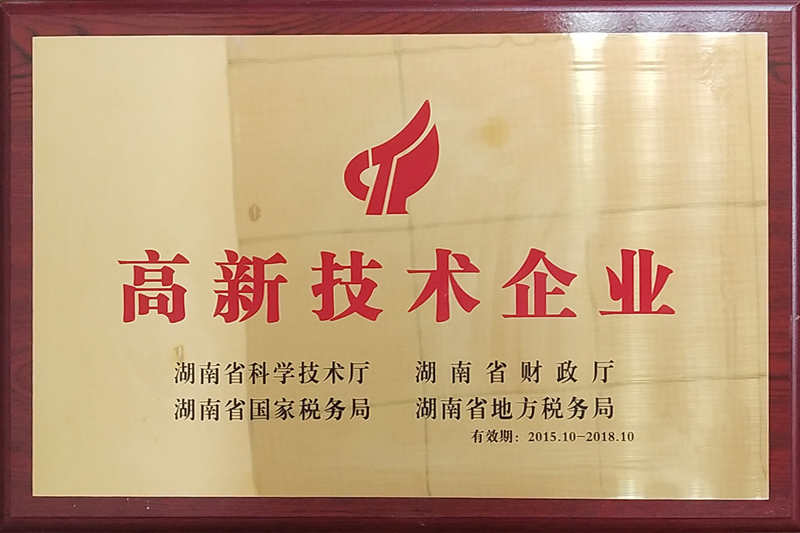 高新技术企业
湖南省科学技术厅 湖南省财政厅
湖南省国家税务局 湖南省地方税务局
有效期：2015.10-2018.10